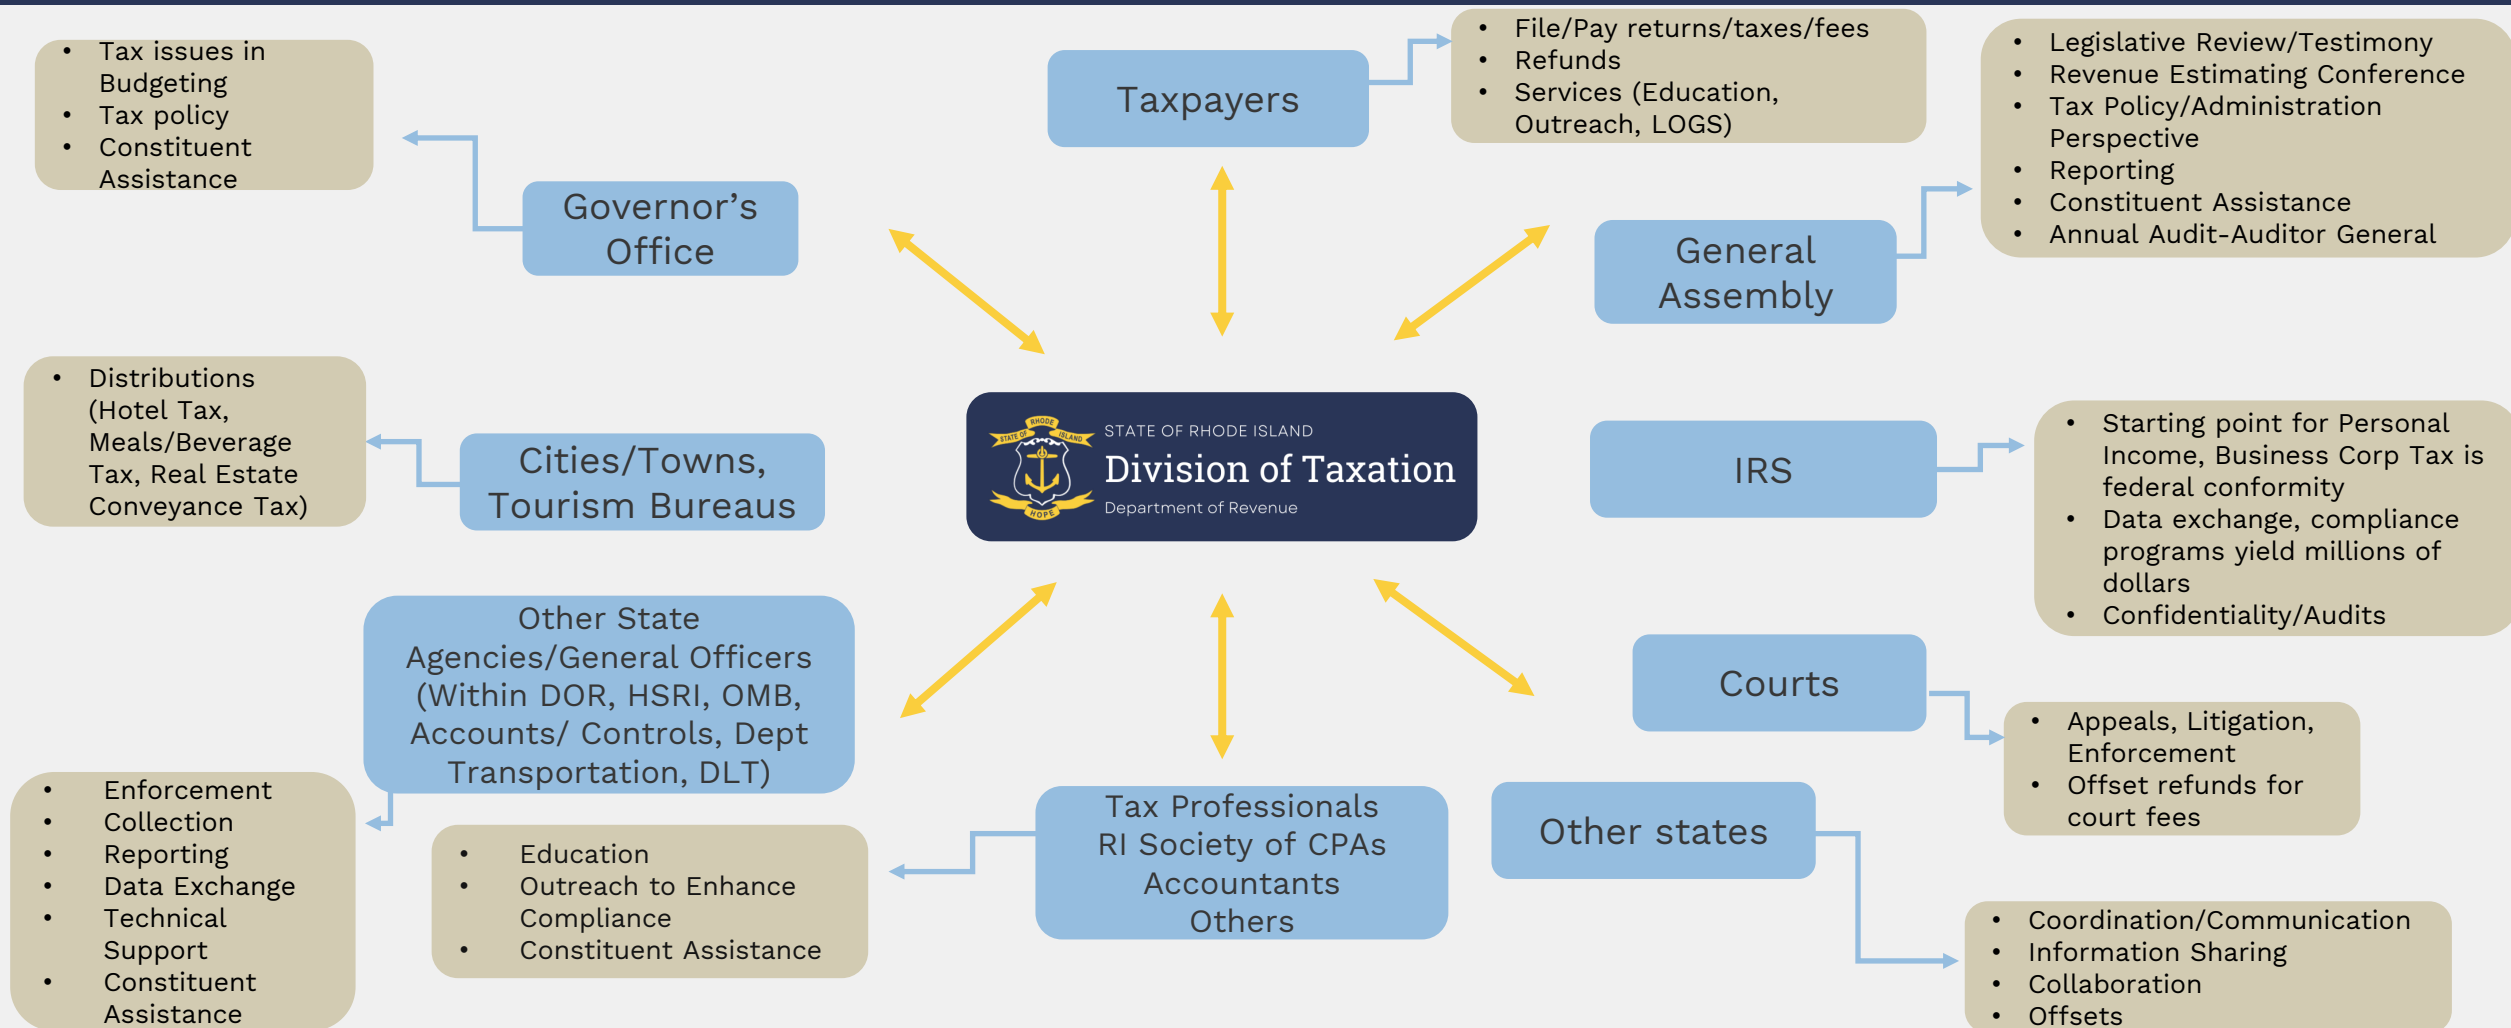 • Tax issues in
Budgeting
• Tax policy
• Constituent
Assistance
Governor’s
Office
Taxpayers
• File/Pay returns/taxes/fees
• Refunds
• Services (Education,
Outreach, LOGS)
General
Assembly
• Legislative Review/Testimony
• Revenue Estimating Conference
• Tax Policy/Administration
Perspective
• Reporting
• Constituent Assistance
• Annual Audit-Auditor General
• Distributions
(Hotel Tax,
Meals/Beverage
Tax, Real Estate
Conveyance Tax)
Cities/Towns,
Tourism Bureaus
STATE OF RHODE ISLAND
HOPE
STATE OF RHODE ISLAND
Division of Taxation
Department of Revenue
IRS
• Starting point for Personal
Income, Business Corp Tax is
federal conformity
• Data exchange, compliance
programs yield millions of
dollars
• Confidentiality/Audits
Other State
Agencies/General Officers
(Within DOR, HSRI, OMB,
Accounts/ Controls, Dept
Transportation, DLT)
• Enforcement
• Collection
• Reporting
• Data Exchange
• Technical
Support
• Constituent
Assistance
• Education
• Outreach to Enhance
Compliance
• Constituent Assistance
Tax Professionals
RI Society of CPAs
Accountants
Others
Courts
• Appeals, Litigation,
Enforcement
• Offset refunds for
court fees
Other states
• Coordination/Communication
• Information Sharing
• Collaboration
• Offsets